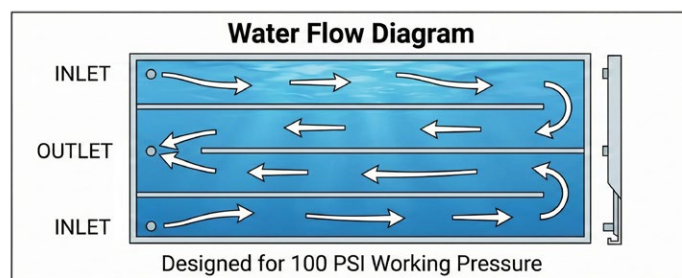 Water Flow Diagram
INLET
OUTLET
INLET
Designed for 100 PSI Working Pressure